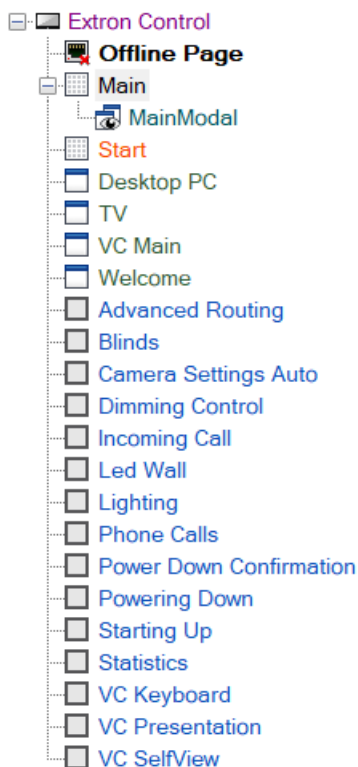 Extron Control
Offline Page
Main
MainModal
Start
Desktop PC
TV
VC Main
Welcome
Advanced Routing
Blinds
Camera Settings Auto
Dimming Control
Incoming Call
Led Wall
Lighting
Phone Calls
Power Down Confirmation
Powering Down
Starting Up
Statistics
VC Keyboard
VC Presentation
VC SelfView